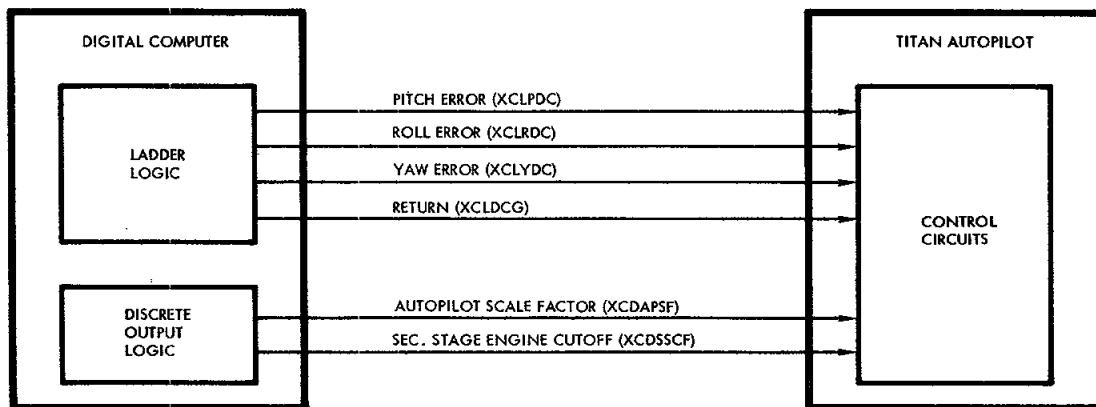 DIGITAL COMPUTER
TITAN AUTOPILOT
LADDER
LOGIC
PITCH ERROR (XCLPDC)
ROLL ERROR (XCLRDC)
YAW ERROR (XCLYDC)
RETURN (XCLDCG)
CONTROL
CIRCUITS
DISCRETE
OUTPUT
LOGIC
AUTOPILOT SCALE FACTOR (XCDAPSF)
SEC. STAGE ENGINE CUTOFF (XCDSSCF)